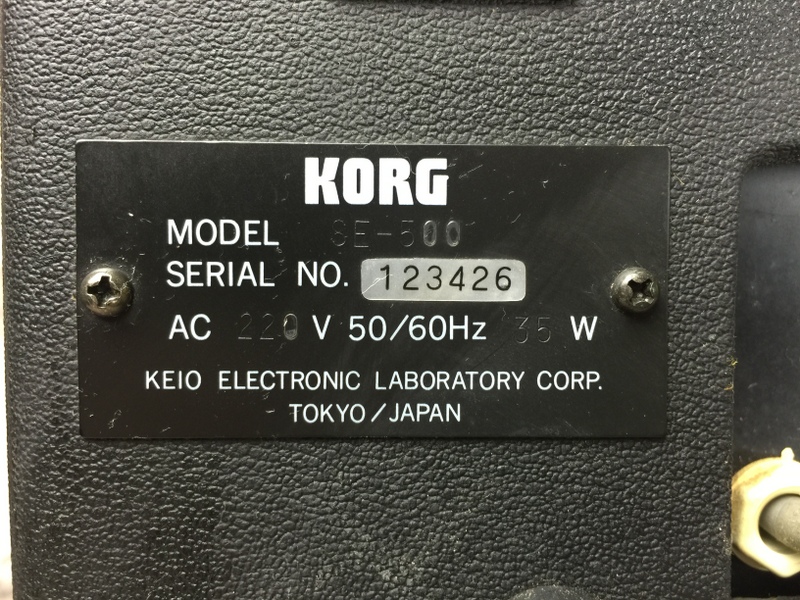 KORG
MODEL SE-500
SERIAL NO. 123426
AC 220 V 50/60Hz 35 W
KEIO ELECTRONIC LABORATORY CORP.
TOKYO/JAPAN